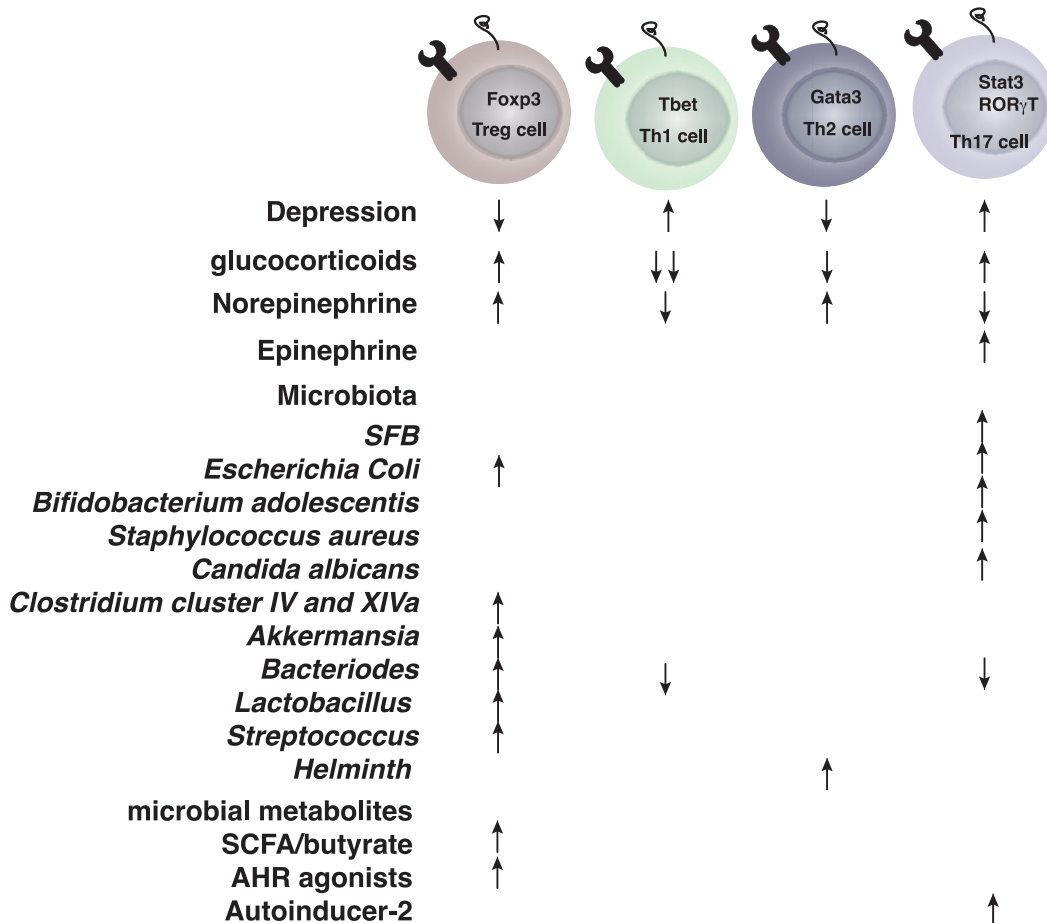 Foxp3
Treg cell
Tbet
Th1 cell
Gata3
Th2 cell
Stat3
RORγT
Th17 cell
Depression
glucocorticoids
Norepinephrine
Epinephrine
Microbiota
SFB
Escherichia Coli
Bifidobacterium adolescentis
Staphylococcus aureus
Candida albicans
Clostridium cluster IV and XIVa
Akkermansia
Bacteriodes
Lactobacillus
Streptococcus
Helminth
microbial metabolites
SCFA/butyrate
AHR agonists
Autoinducer-2